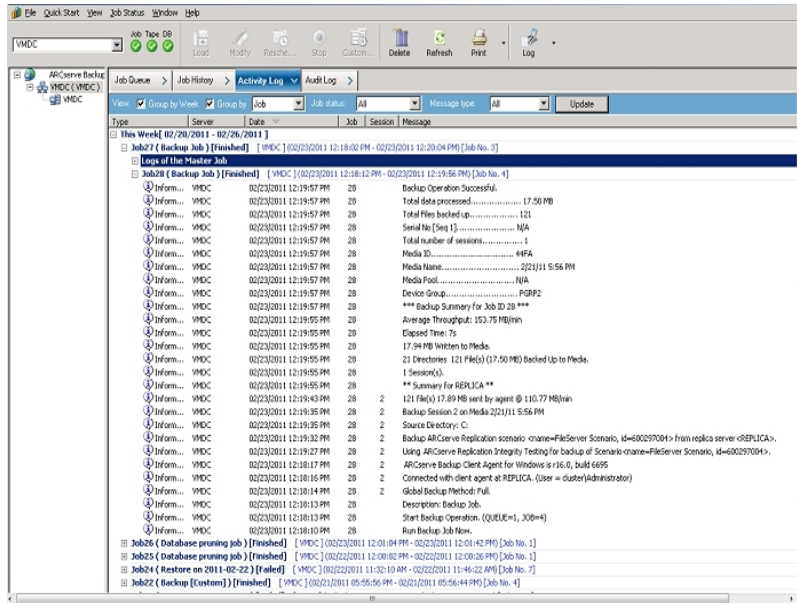 File Quick Start View Job Status Window Help
VMDC
Job Tape DB
Load Modify Resche... Stop Custom... Delete Refresh Print Log
ARCserve Backup
VMDC ( VMDC )
VMDC
Job Queue > Job History > Activity Log Audit Log >
View: Group by Week Group by Job Job status: All Message type: All Update
Type Server Date Job Session Message
This Week[ 02/20/2011 - 02/26/2011 ]
Job27 ( Backup Job ) [Finished] [ VMDC ] (02/23/2011 12:18:02 PM - 02/23/2011 12:20:04 PM) [Job No. 3]
Logs of the Master Job
Job28 ( Backup Job ) [Finished] [ VMDC ] (02/23/2011 12:18:12 PM - 02/23/2011 12:19:56 PM) [Job No. 4]
Inform... VMDC 02/23/2011 12:19:57 PM 28 Backup Operation Successful.
Inform... VMDC 02/23/2011 12:19:57 PM 28 Total data processed................... 17.50 MB
Inform... VMDC 02/23/2011 12:19:57 PM 28 Total Files backed up.................. 121
Inform... VMDC 02/23/2011 12:19:57 PM 28 Serial No [Seq 1]...................... N/A
Inform... VMDC 02/23/2011 12:19:57 PM 28 Total number of sessions............... 1
Inform... VMDC 02/23/2011 12:19:57 PM 28 Media ID............................... 44FA
Inform... VMDC 02/23/2011 12:19:57 PM 28 Media Name............................. 2/21/11 5:56 PM
Inform... VMDC 02/23/2011 12:19:57 PM 28 Media Pool............................. N/A
Inform... VMDC 02/23/2011 12:19:57 PM 28 Device Group........................... PGRP2
Inform... VMDC 02/23/2011 12:19:57 PM 28 *** Backup Summary for Job ID 28 ***
Inform... VMDC 02/23/2011 12:19:55 PM 28 Average Throughput: 153.75 MB/min
Inform... VMDC 02/23/2011 12:19:55 PM 28 Elapsed Time: 7s
Inform... VMDC 02/23/2011 12:19:55 PM 28 17.94 MB Written to Media.
Inform... VMDC 02/23/2011 12:19:55 PM 28 21 Directories 121 File(s) (17.50 MB) Backed Up to Media.
Inform... VMDC 02/23/2011 12:19:55 PM 28 1 Session(s).
Inform... VMDC 02/23/2011 12:19:55 PM 28 ** Summary for REPLICA **
Inform... VMDC 02/23/2011 12:19:43 PM 28 2 121 file(s) 17.89 MB sent by agent @ 110.77 MB/min
Inform... VMDC 02/23/2011 12:19:35 PM 28 2 Backup Session 2 on Media 2/21/11 5:56 PM
Inform... VMDC 02/23/2011 12:19:35 PM 28 2 Source Directory: C:
Inform... VMDC 02/23/2011 12:19:32 PM 28 2 Backup ARCserve Replication scenario <name=FileServer Scenario, id=600297004> from replica server <REPLICA>.
Inform... VMDC 02/23/2011 12:19:27 PM 28 2 Using ARCserve Replication Integrity Testing for backup of Scenario <name=FileServer Scenario, id=600297004>.
Inform... VMDC 02/23/2011 12:18:17 PM 28 2 ARCserve Backup Client Agent for Windows is r16.0, build 6695
Inform... VMDC 02/23/2011 12:18:16 PM 28 2 Connected with client agent at REPLICA. (User = cluster\Administrator)
Inform... VMDC 02/23/2011 12:18:14 PM 28 2 Global Backup Method: Full.
Inform... VMDC 02/23/2011 12:18:13 PM 28 Description: Backup Job.
Inform... VMDC 02/23/2011 12:18:13 PM 28 Start Backup Operation. (QUEUE=1, JOB=4)
Inform... VMDC 02/23/2011 12:18:10 PM 28 Run Backup Job Now.
Job26 ( Database pruning job ) [Finished] [ VMDC ] (02/23/2011 12:01:04 PM - 02/23/2011 12:01:42 PM) [Job No. 1]
Job25 ( Database pruning job ) [Finished] [ VMDC ] (02/22/2011 12:00:02 PM - 02/22/2011 12:00:26 PM) [Job No. 1]
Job24 ( Restore on 2011-02-22 ) [Failed] [ VMDC ] (02/22/2011 11:32:10 AM - 02/22/2011 11:46:22 AM) [Job No. 7]
Job22 ( Backup [Custom] ) [Finished] [ VMDC ] (02/21/2011 05:55:56 PM - 02/21/2011 05:56:44 PM) [Job No. 4]